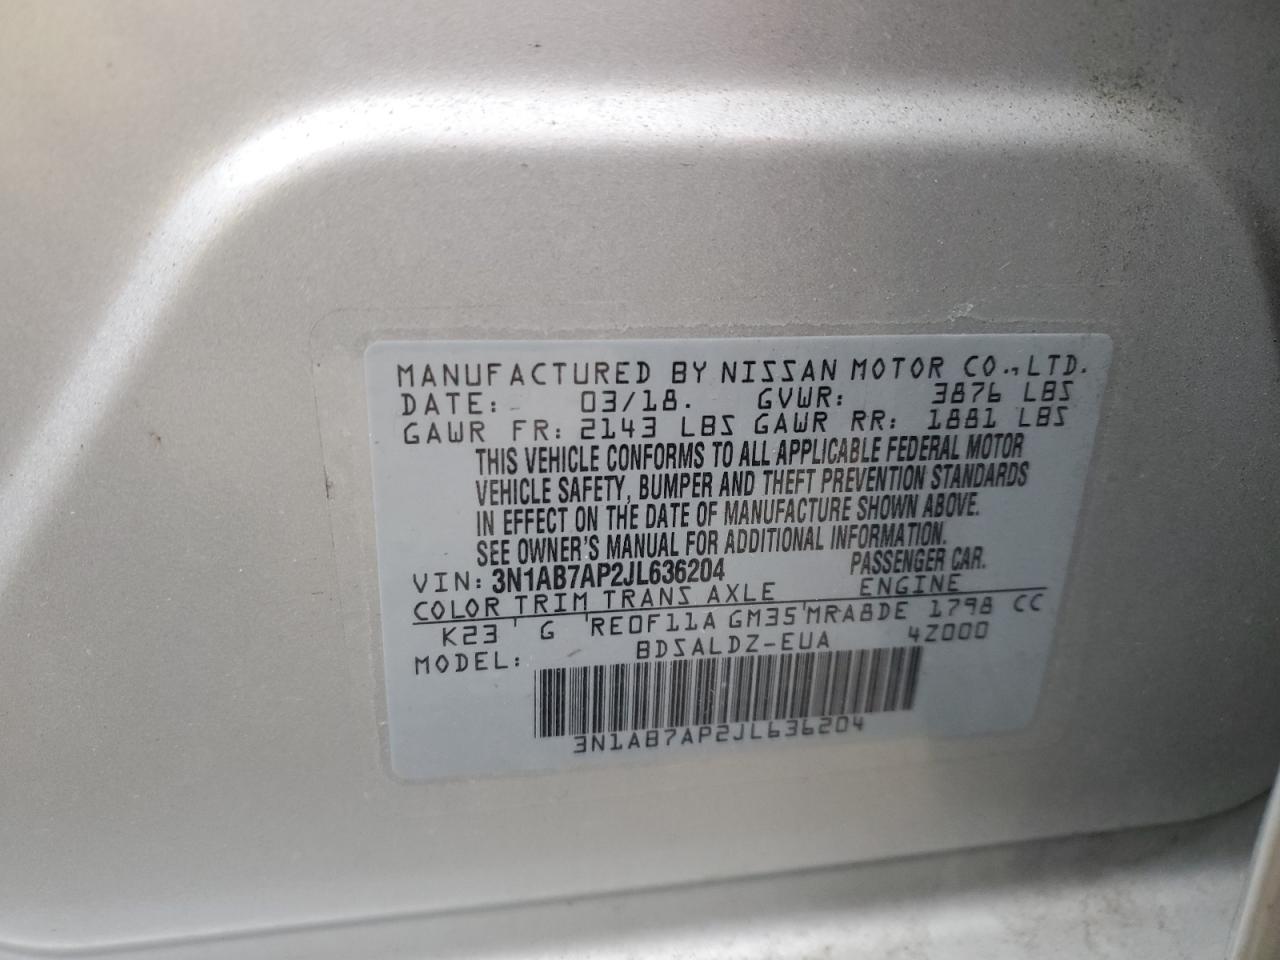 MANUFACTURED BY NISSAN MOTOR CO.,LTD.
DATE: 03/18. GVWR: 3876 LBS
GAWR FR: 2143 LBS GAWR RR: 1881 LBS
THIS VEHICLE CONFORMS TO ALL APPLICABLE FEDERAL MOTOR
VEHICLE SAFETY, BUMPER AND THEFT PREVENTION STANDARDS
IN EFFECT ON THE DATE OF MANUFACTURE SHOWN ABOVE.
SEE OWNER'S MANUAL FOR ADDITIONAL INFORMATION.
VIN: 3N1AB7AP2JL636204 PASSENGER CAR.
COLOR TRIM TRANS AXLE ENGINE
K23 ' G 'RE0F11A GM35'MRA8DE 1798 CC
MODEL: BDSALDZ-EUA 4Z000
3N1AB7AP2JL636204